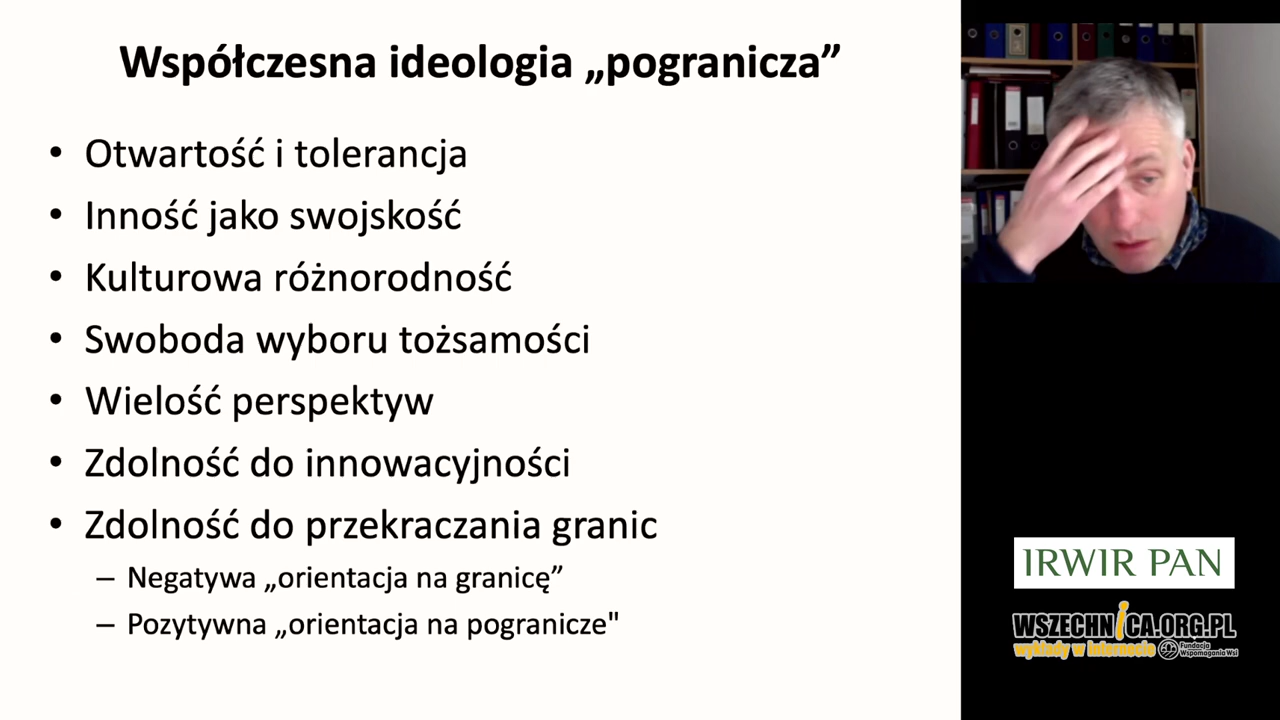 Współczesna ideologia „pogranicza”
• Otwartość i tolerancja
• Inność jako swojskość
• Kulturowa różnorodność
• Swoboda wyboru tożsamości
• Wielość perspektyw
• Zdolność do innowacyjności
• Zdolność do przekraczania granic
– Negatywa „orientacja na granicę”
– Pozytywna „orientacja na pogranicze"
IRWIR PAN
WSZECHNICA.ORG.PL
wykłady w internecie
Fundacja
Wspomagania Wsi